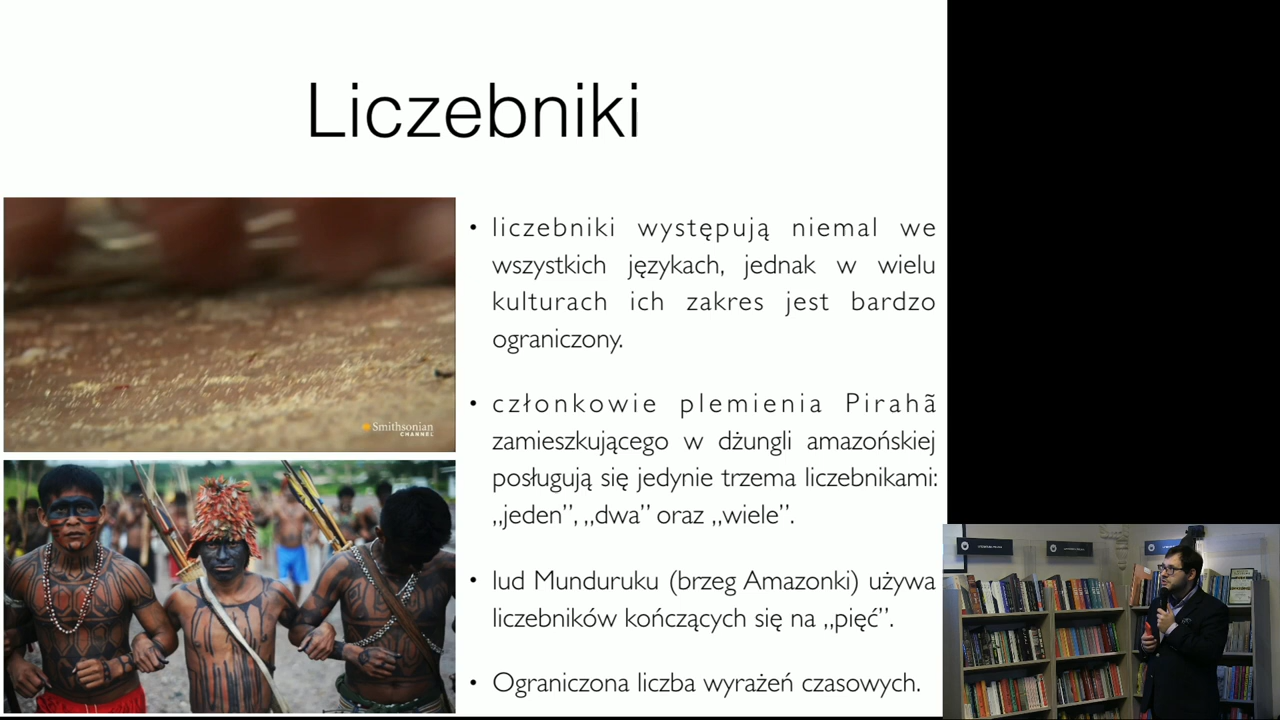 Liczebniki
• liczebniki występują niemal we
wszystkich językach, jednak w wielu
kulturach ich zakres jest bardzo
ograniczony.
• członkowie plemienia Pirahã
zamieszkującego w dżungli amazońskiej
posługują się jedynie trzema liczebnikami:
„jeden”, „dwa” oraz „wiele”.
• lud Munduruku (brzeg Amazonki) używa
liczebników kończących się na „pięć”.
• Ograniczona liczba wyrażeń czasowych.
Smithsonian
CHANNEL